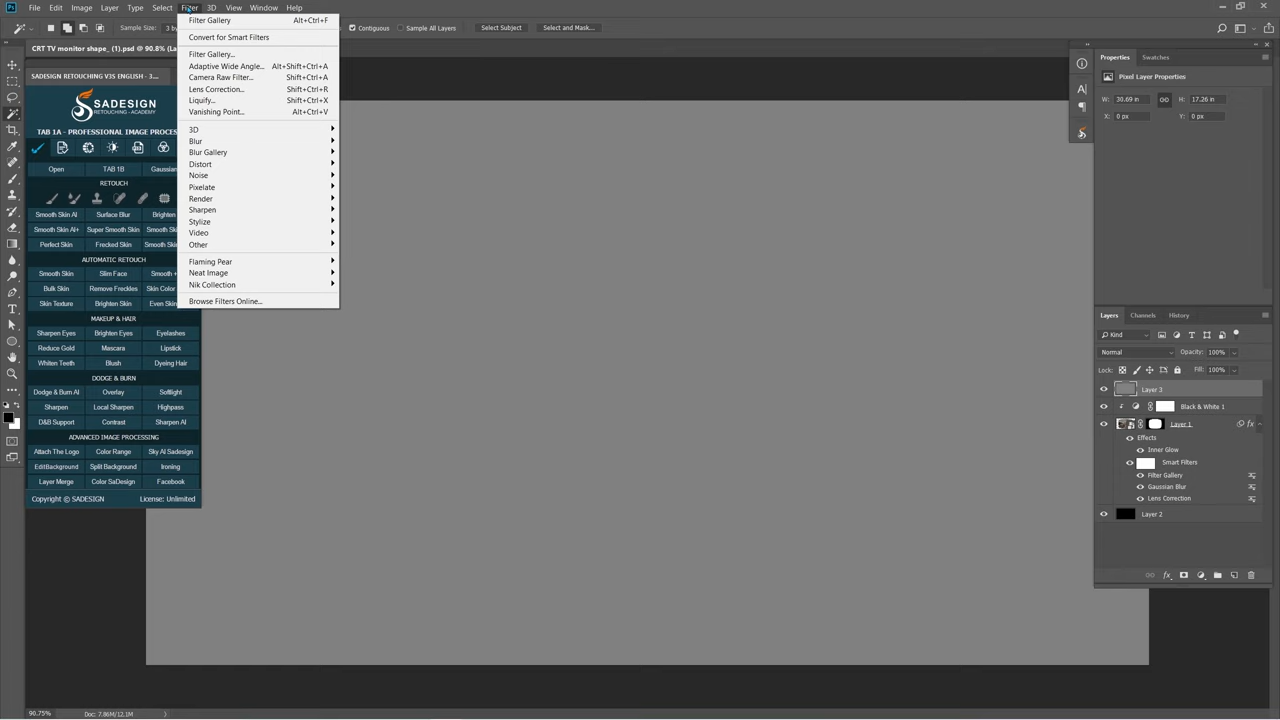 File Edit Image Layer Type Select Filter 3D View Window Help
Sample Size: 3 by Contiguous Sample All Layers Select Subject Select and Mask...
CRT TV monitor shape_ (1).psd @ 90.8% (La
Filter Gallery Alt+Ctrl+F
Convert for Smart Filters
Filter Gallery...
Adaptive Wide Angle... Alt+Shift+Ctrl+A
Camera Raw Filter... Shift+Ctrl+A
Lens Correction... Shift+Ctrl+R
Liquify... Shift+Ctrl+X
Vanishing Point... Alt+Ctrl+V
3D
Blur
Blur Gallery
Distort
Noise
Pixelate
Render
Sharpen
Stylize
Video
Other
Flaming Pear
Neat Image
Nik Collection
Browse Filters Online...
SADESIGN RETOUCHING V35 ENGLISH - 3....
SADESIGN
RETOUCHING - ACADEMY
TAB 1A - PROFESSIONAL IMAGE PROCES
Open TAB 1B Gaussian
RETOUCH
Smooth Skin AI Surface Blur Brighten
Smooth Skin AI+ Super Smooth Skin Smooth Sk
Perfect Skin Frecked Skin Smooth Sk
AUTOMATIC RETOUCH
Smooth Skin Slim Face Smooth +
Bulk Skin Remove Freckles Skin Color
Skin Texture Brighten Skin Even Skin
MAKEUP & HAIR
Sharpen Eyes Brighten Eyes Eyelashes
Reduce Gold Mascara Lipstick
Whiten Teeth Blush Dyeing Hair
DODGE & BURN
Dodge & Burn AI Overlay Softlight
Sharpen Local Sharpen Highpass
D&B Support Contrast Sharpen AI
ADVANCED IMAGE PROCESSING
Attach The Logo Color Range Sky AI Sadesign
EditBackground Split Background Ironing
Layer Merge Color SaDesign Facebook
Copyright © SADESIGN License: Unlimited
Properties Swatches
Pixel Layer Properties
W: 30.69 in H: 17.26 in
X: 0 px Y: 0 px
Layers Channels History
Kind
Normal Opacity: 100%
Lock: Fill: 100%
Layer 3
Black & White 1
Layer 1 fx
Effects
Inner Glow
Smart Filters
Filter Gallery
Gaussian Blur
Lens Correction
Layer 2
90.75% Doc: 7.86M/12.1M